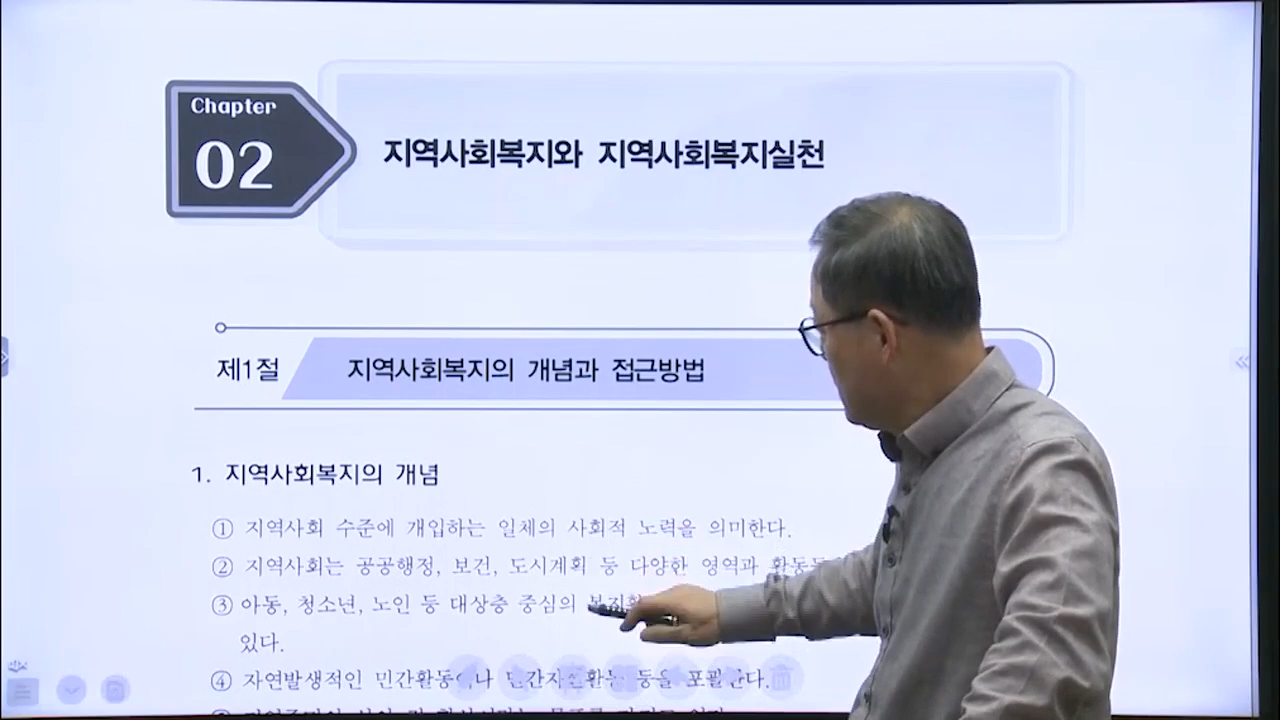 Chapter
02
지역사회복지와 지역사회복지실천
제1절 지역사회복지의 개념과 접근방법
1. 지역사회복지의 개념
① 지역사회 수준에 개입하는 일체의 사회적 노력을 의미한다.
② 지역사회는 공공행정, 보건, 도시계획 등 다양한 영역과
③ 아동, 청소년, 노인 등 대상층 중심의
있다.
④ 자연발생적인 등을